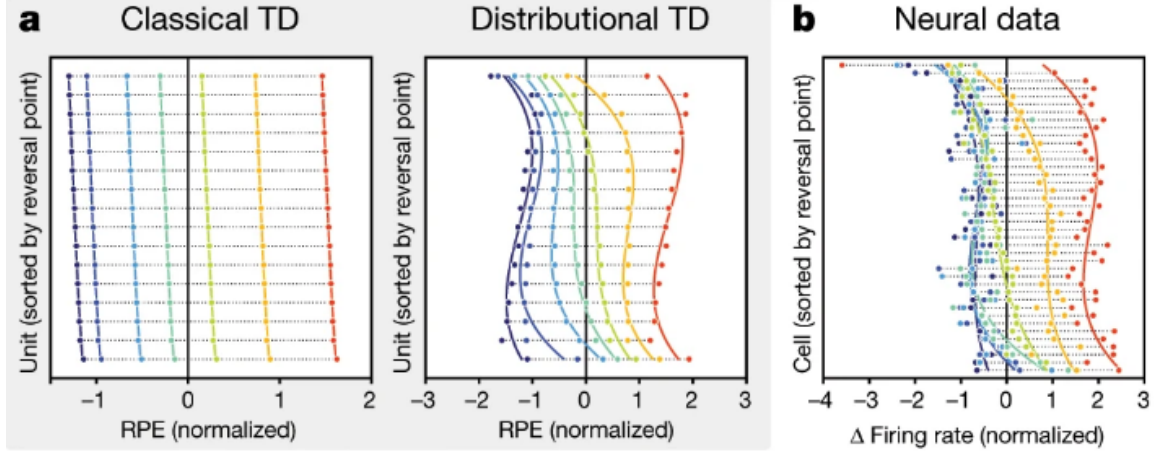 a
Classical TD
Distributional TD
b
Neural data
Unit (sorted by reversal point)
−1
0
1
2
RPE (normalized)
Unit (sorted by reversal point)
−3
−2
−1
0
1
2
3
RPE (normalized)
Cell (sorted by reversal point)
−4
−3
−2
−1
0
1
2
3
Δ Firing rate (normalized)